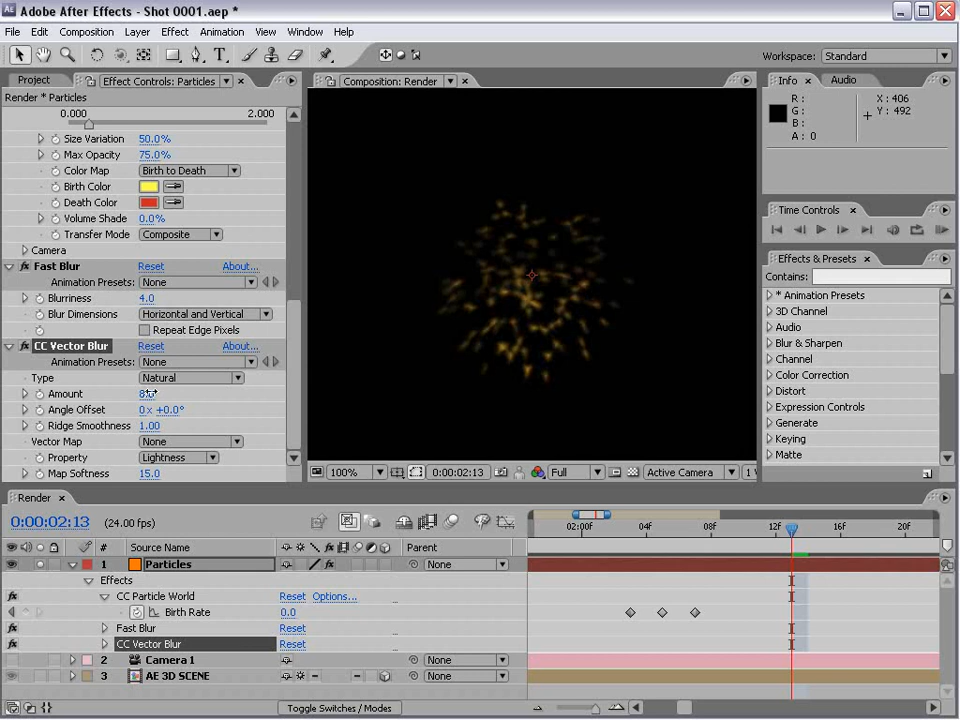 Adobe After Effects - Shot 0001.aep *
File Edit Composition Layer Effect Animation View Window Help
Workspace: Standard
Project Effect Controls: Particles
Render * Particles
0.000 2.000
Size Variation 50.0%
Max Opacity 75.0%
Color Map Birth to Death
Birth Color
Death Color
Volume Shade 0.0%
Transfer Mode Composite
Camera
Fast Blur Reset About...
Animation Presets: None
Blurriness 4.0
Blur Dimensions Horizontal and Vertical
Repeat Edge Pixels
CC Vector Blur Reset About...
Animation Presets: None
Type Natural
Amount
Angle Offset 0x +0.0°
Ridge Smoothness 1.00
Vector Map None
Property Lightness
Map Softness 15.0
Composition: Render
100% 0:00:02:13 Full Active Camera 1
Info Audio
R : X : 406
G : Y : 492
B :
A : 0
Time Controls
Effects & Presets
Contains:
* Animation Presets
3D Channel
Audio
Blur & Sharpen
Channel
Color Correction
Distort
Expression Controls
Generate
Keying
Matte
Render
0:00:02:13 (24.00 fps)
02:00F 04F 08F 12F 16F 20F
# Source Name Parent
1 Particles None
Effects
CC Particle World Reset Options...
Birth Rate 0.0
Fast Blur Reset
CC Vector Blur Reset
2 Camera 1 None
3 AE 3D SCENE None
Toggle Switches / Modes